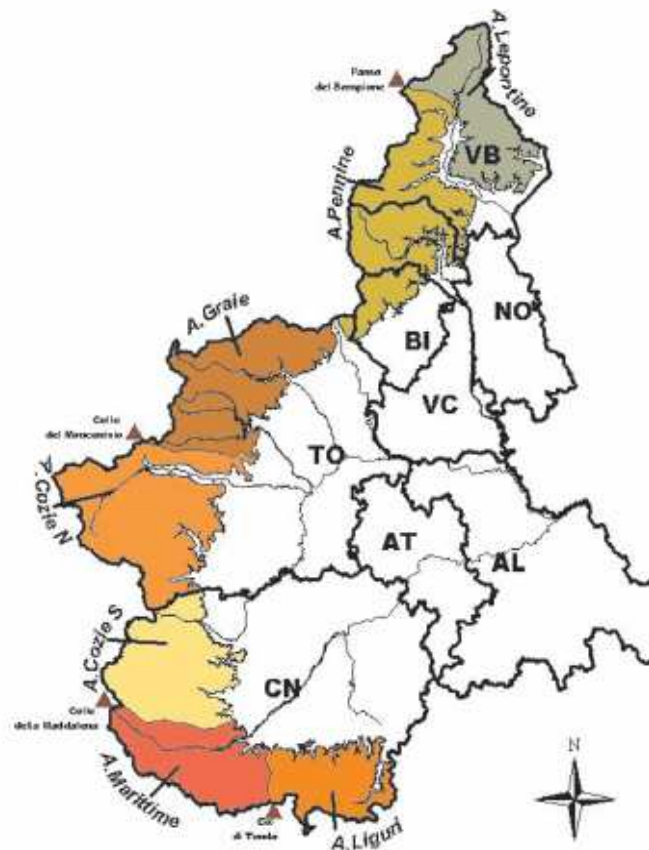 A.Lepontine
Passo
del Sempione
VB
A.Pennine
NO
A.Graie
BI
VC
Colle
del Moncenisio
TO
A.Cozie N
AT
AL
A.Cozie S
CN
Colle
della Maddalena
A.Marittime
Col
di Tenda
A.Liguri
N